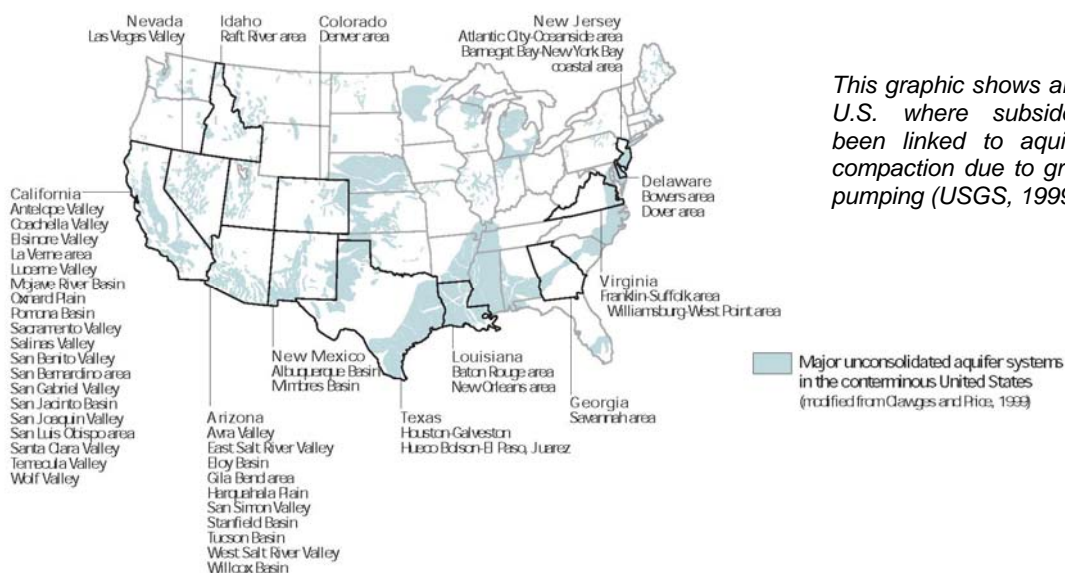 Nevada
Las Vegas Valley
Idaho
Raft River area
Colorado
Denver area
New Jersey
Atlantic City-Oceanside area
Barnegat Bay-New York Bay
coastal area
This graphic shows
U.S. where
been linked to
compaction due to
pumping (USGS,
Delaware
Bowers area
Dover area
California
Antelope Valley
Coachella Valley
Elsinore Valley
La Verne area
Lucerne Valley
Mojave River Basin
Oxnard Plain
Pomona Basin
Sacramento Valley
Salinas Valley
San Benito Valley
San Bernardino area
San Gabriel Valley
San Jacinto Basin
San Joaquin Valley
San Luis Obispo area
Santa Clara Valley
Temecula Valley
Wolf Valley
Virginia
Franklin-Suffolk area
Williamsburg-West Point area
New Mexico
Albuquerque Basin
Mimbres Basin
Louisiana
Baton Rouge area
New Orleans area
Georgia
Savannah area
Arizona
Avra Valley
East Salt River Valley
Eloy Basin
Gila Bend area
Harquahala Plain
San Simon Valley
Stanfield Basin
Tucson Basin
West Salt River Valley
Willcox Basin
Texas
Houston-Galveston
Hueco Bolson-El Paso, Juarez
Major unconsolidated aquifer systems
in the conterminous United States
(modified from Clawges and Price, 1999)